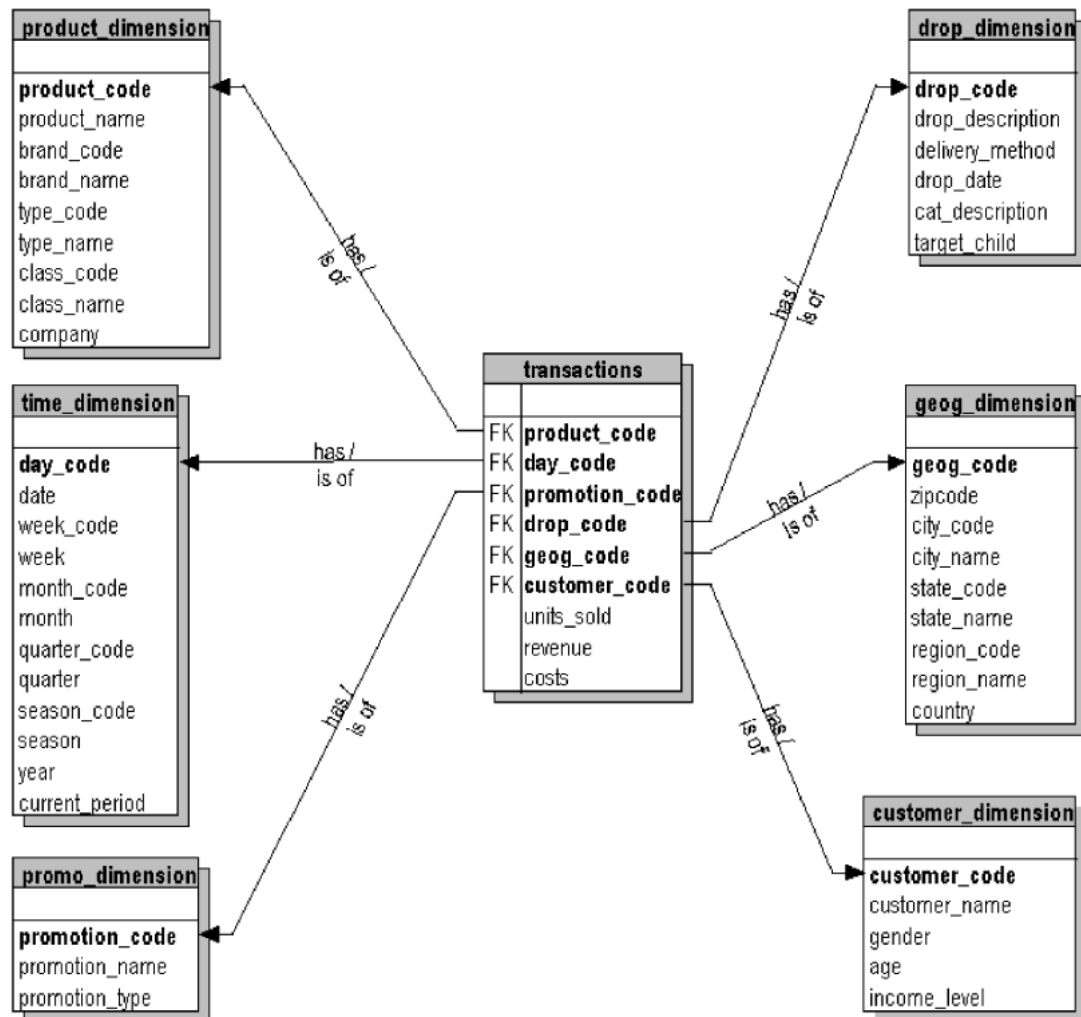 product_dimension
product_code
product_name
brand_code
brand_name
type_code
type_name
class_code
class_name
company
time_dimension
day_code
date
week_code
week
month_code
month
quarter_code
quarter
season_code
season
year
current_period
promo_dimension
promotion_code
promotion_name
promotion_type
has /
is of
has /
is of
has /
is of
transactions
FK product_code
FK day_code
FK promotion_code
FK drop_code
FK geog_code
FK customer_code
units_sold
revenue
costs
has /
is of
has /
is of
has /
is of
drop_dimension
drop_code
drop_description
delivery_method
drop_date
cat_description
target_child
geog_dimension
geog_code
zipcode
city_code
city_name
state_code
state_name
region_code
region_name
country
customer_dimension
customer_code
customer_name
gender
age
income_level